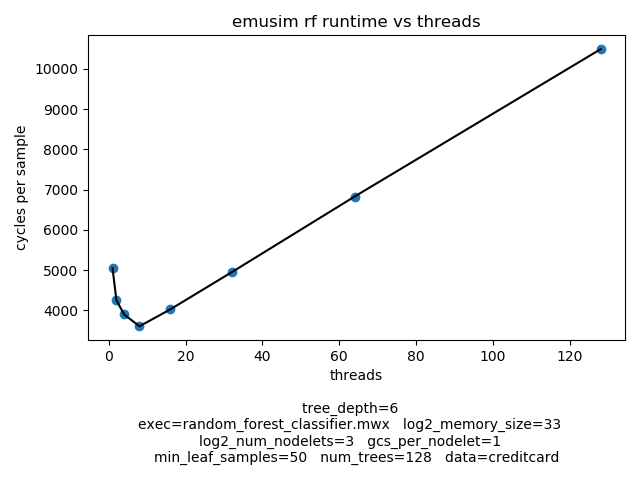 emusim rf runtime vs threads
cycles per sample
10000
9000
8000
7000
6000
5000
4000
0 20 40 60 80 100 120
threads
tree_depth=6
exec=random_forest_classifier.mwx log2_memory_size=33
log2_num_nodelets=3 gcs_per_nodelet=1
min_leaf_samples=50 num_trees=128 data=creditcard